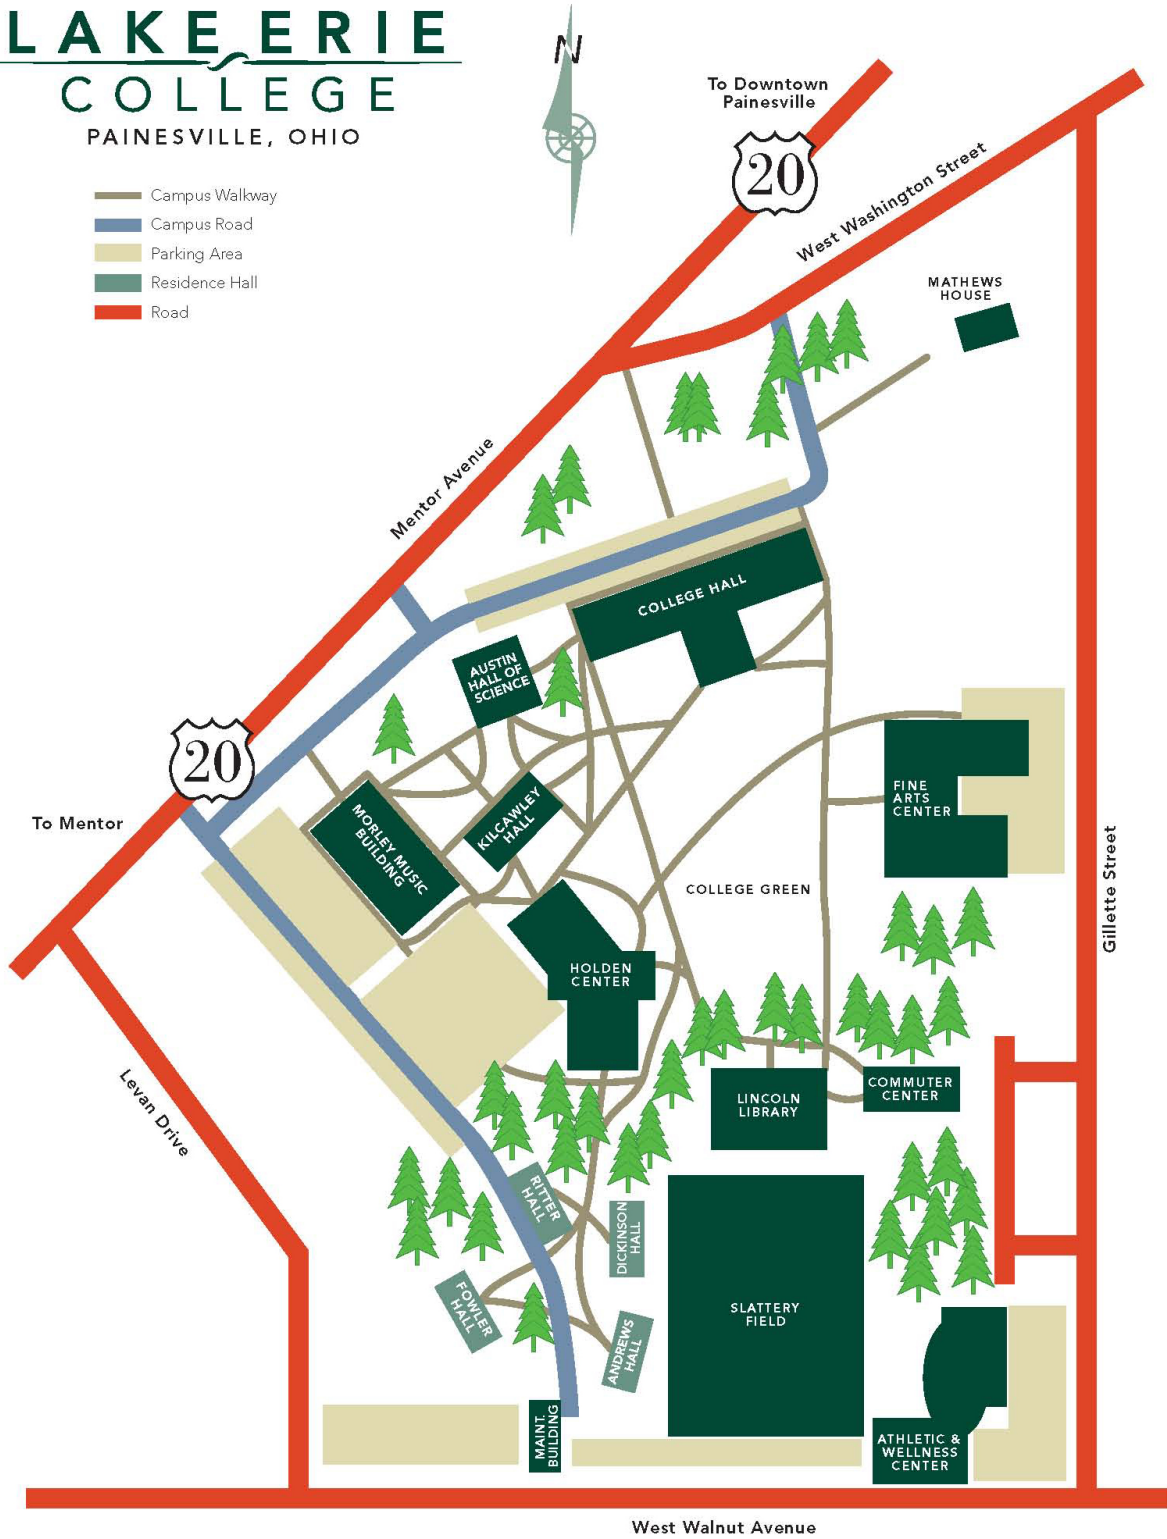 LAKE ERIE
COLLEGE
PAINESVILLE, OHIO
N
To Downtown
Painesville
20
West Washington Street
Campus Walkway
Campus Road
Parking Area
Residence Hall
Road
MATHEWS
HOUSE
Mentor Avenue
COLLEGE HALL
AUSTIN
HALL OF
SCIENCE
20
To Mentor
MORLEY MUSIC
BUILDING
KILCAWLEY
HALL
FINE
ARTS
CENTER
COLLEGE GREEN
Gillette Street
HOLDEN
CENTER
Levan Drive
LINCOLN
LIBRARY
COMMUTER
CENTER
RITTER
HALL
DICKINSON
HALL
FOWLER
HALL
ANDREWS
HALL
SLATTERY
FIELD
MAINT.
BUILDING
ATHLETIC &
WELLNESS
CENTER
West Walnut Avenue